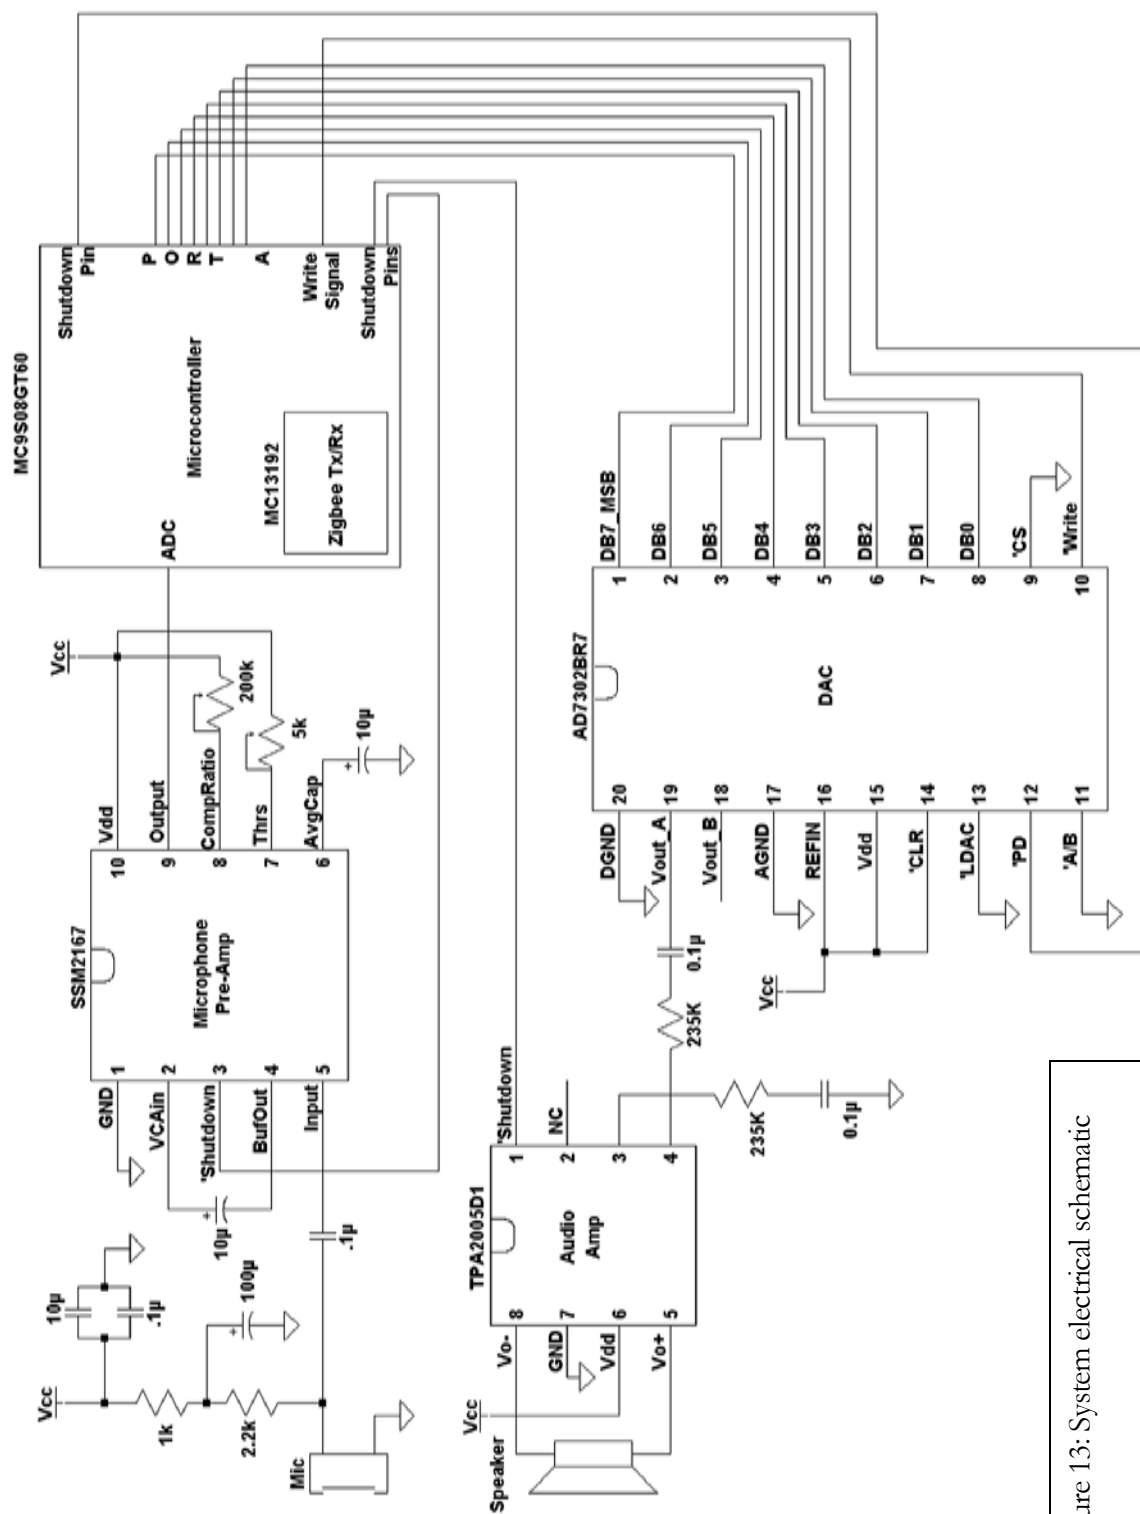 MC9S08GT60
Microcontroller
ADC
MC13192
Zigbee Tx/Rx
Shutdown
Pin
P
O
R
T
A
Write
Signal
Shutdown
Pins
SSM2167
Microphone
Pre-Amp
1
2
3
4
5
GND
VCAin
'Shutdown
BufOut
Input
10
9
8
7
6
Vdd
Output
CompRatio
Thrs
AvgCap
Vcc
200k
5k
10µ
+
Vcc
10µ
.1µ
1k
2.2k
100µ
+
10µ
+
.1µ
Mic
TPA2005D1
Audio
Amp
8
7
6
5
Vo-
GND
Vdd
Vo+
1
2
3
4
'Shutdown
NC
Vcc
Speaker
235K
0.1µ
235K
0.1µ
AD7302BR7
DAC
20
19
18
17
16
15
14
13
12
11
DGND
Vout_A
Vout_B
AGND
REFIN
Vdd
'CLR
'LDAC
'PD
'A/B
Vcc
1
2
3
4
5
6
7
8
9
10
DB7_MSB
DB6
DB5
DB4
DB3
DB2
DB1
DB0
'CS
'Write
ure 13: System electrical schematic